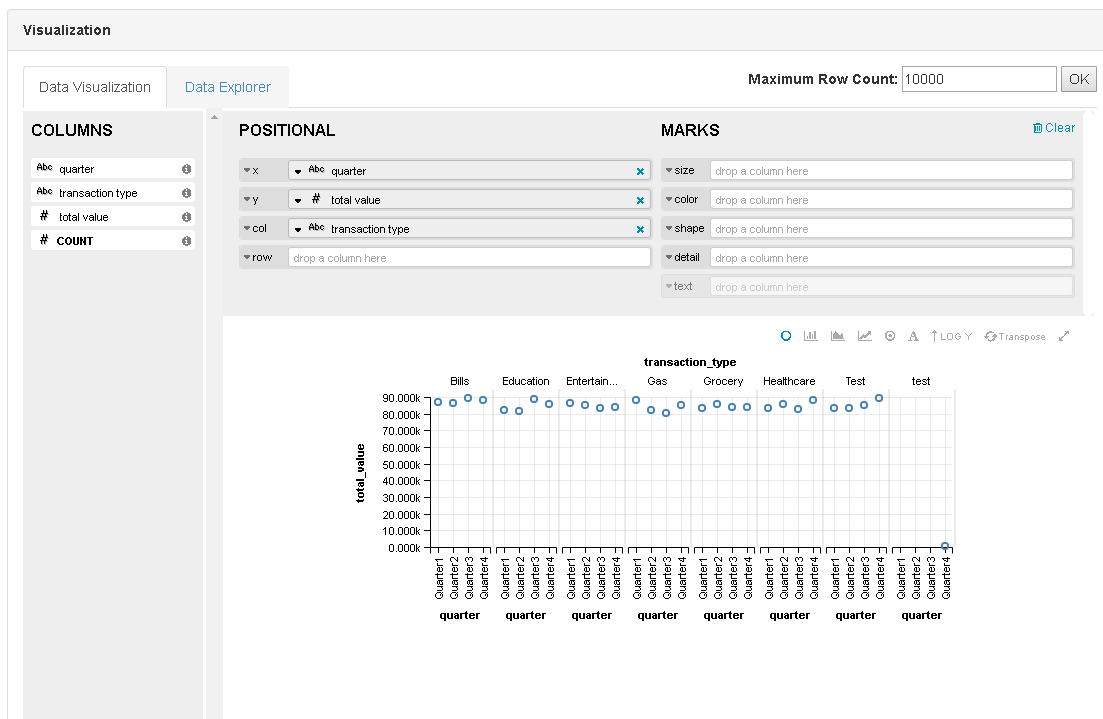 Visualization
Data Visualization
Data Explorer
Maximum Row Count: 10000 OK
COLUMNS
Abc quarter
Abc transaction type
# total value
# COUNT
POSITIONAL
x Abc quarter
y # total value
col Abc transaction type
row drop a column here
MARKS
Clear
size drop a column here
color drop a column here
shape drop a column here
detail drop a column here
text drop a column here
A LOG Y Transpose
transaction_type
Bills Education Entertain... Gas Grocery Healthcare Test test
total_value
90.000k
80.000k
70.000k
60.000k
50.000k
40.000k
30.000k
20.000k
10.000k
0.000k
Quarter1 Quarter2 Quarter3 Quarter4 Quarter1 Quarter2 Quarter3 Quarter4 Quarter1 Quarter2 Quarter3 Quarter4 Quarter1 Quarter2 Quarter3 Quarter4 Quarter1 Quarter2 Quarter3 Quarter4 Quarter1 Quarter2 Quarter3 Quarter4 Quarter1 Quarter2 Quarter3 Quarter4 Quarter1 Quarter2 Quarter3 Quarter4
quarter quarter quarter quarter quarter quarter quarter quarter